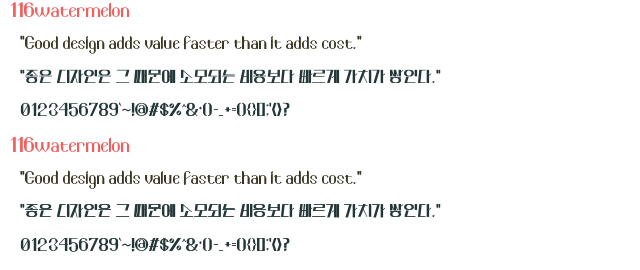 116watermelon
"Good design adds value faster than it adds cost."
"좋은 디자인은 그 때문에 소모되는 비용보다 빠르게 가치가 쌓인다."
0123456789`~!@#$%^&*()-_+=0{}[];'<>?
116watermelon
"Good design adds value faster than it adds cost."
"좋은 디자인은 그 때문에 소모되는 비용보다 빠르게 가치가 쌓인다."
0123456789`~!@#$%^&*()-_+=0{}[];'<>?